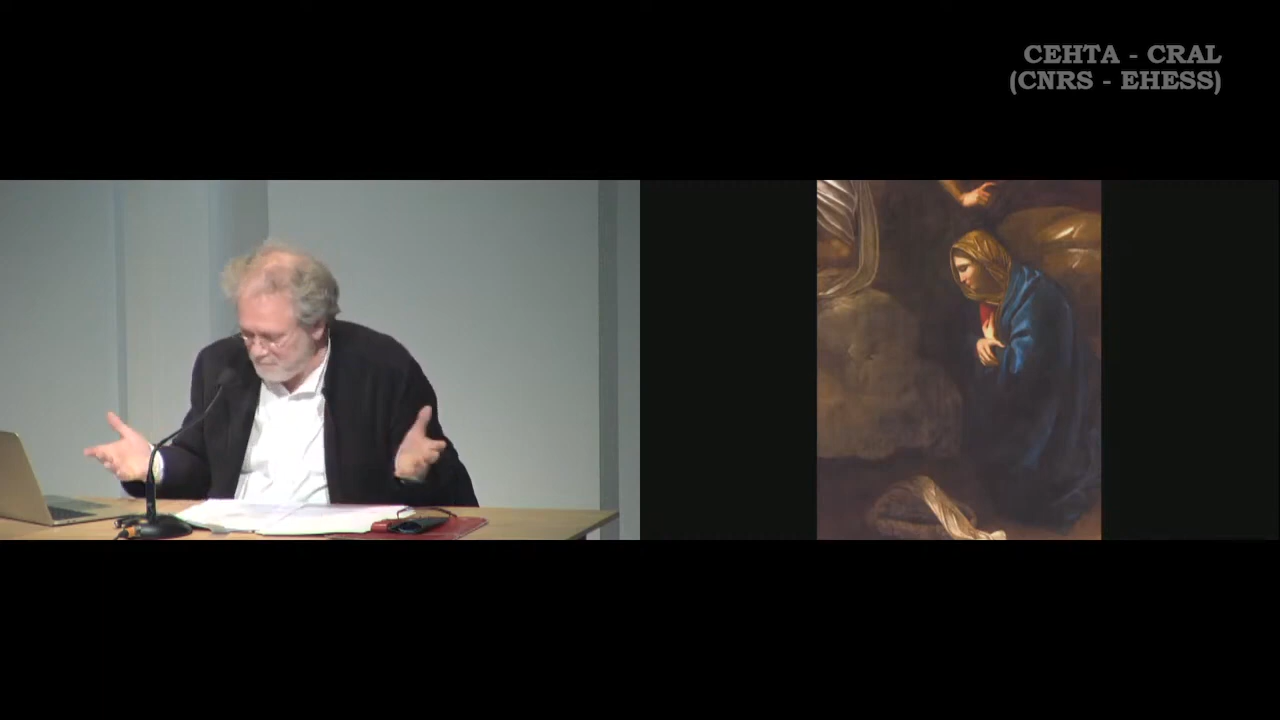 CEHTA - CRAL
(CNRS - EHESS)